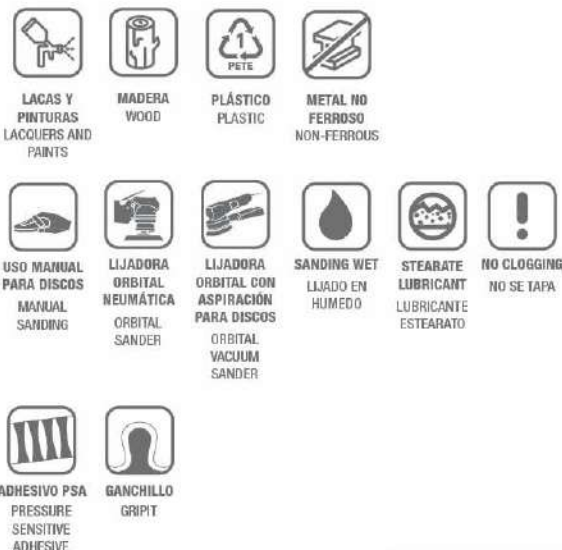 1
PETE
LACAS Y
PINTURAS
LACQUERS AND
PAINTS
MADERA
WOOD
PLÁSTICO
PLASTIC
METAL NO
FERROSO
NON-FERROUS
USO MANUAL
PARA DISCOS
MANUAL
SANDING
LIJADORA
ORBITAL
NEUMÁTICA
ORBITAL
SANDER
LIJADORA
ORBITAL CON
ASPIRACIÓN
PARA DISCOS
ORBITAL
VACUUM
SANDER
SANDING WET
LIJADO EN
HUMEDO
STEARATE
LUBRICANT
LUBRICANTE
ESTEARATO
NO CLOGGING
NO SE TAPA
ADHESIVO PSA
PRESSURE
SENSITIVE
ADHESIVE
GANCHILLO
GRIPIT